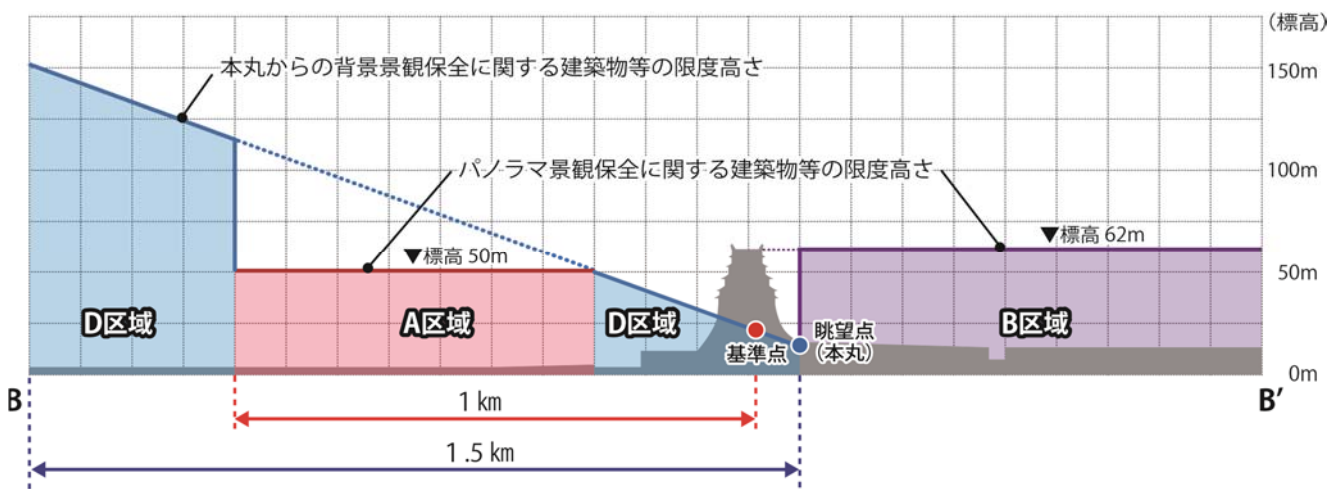 (標高)
150m
本丸からの背景景観保全に関する建築物等の限度高さ
パノラマ景観保全に関する建築物等の限度高さ
100m
▼標高 50m
▼標高 62m
50m
D区域
A区域
D区域
B区域
基準点
眺望点
(本丸)
0m
B
B′
1 ㎞
1.5 ㎞